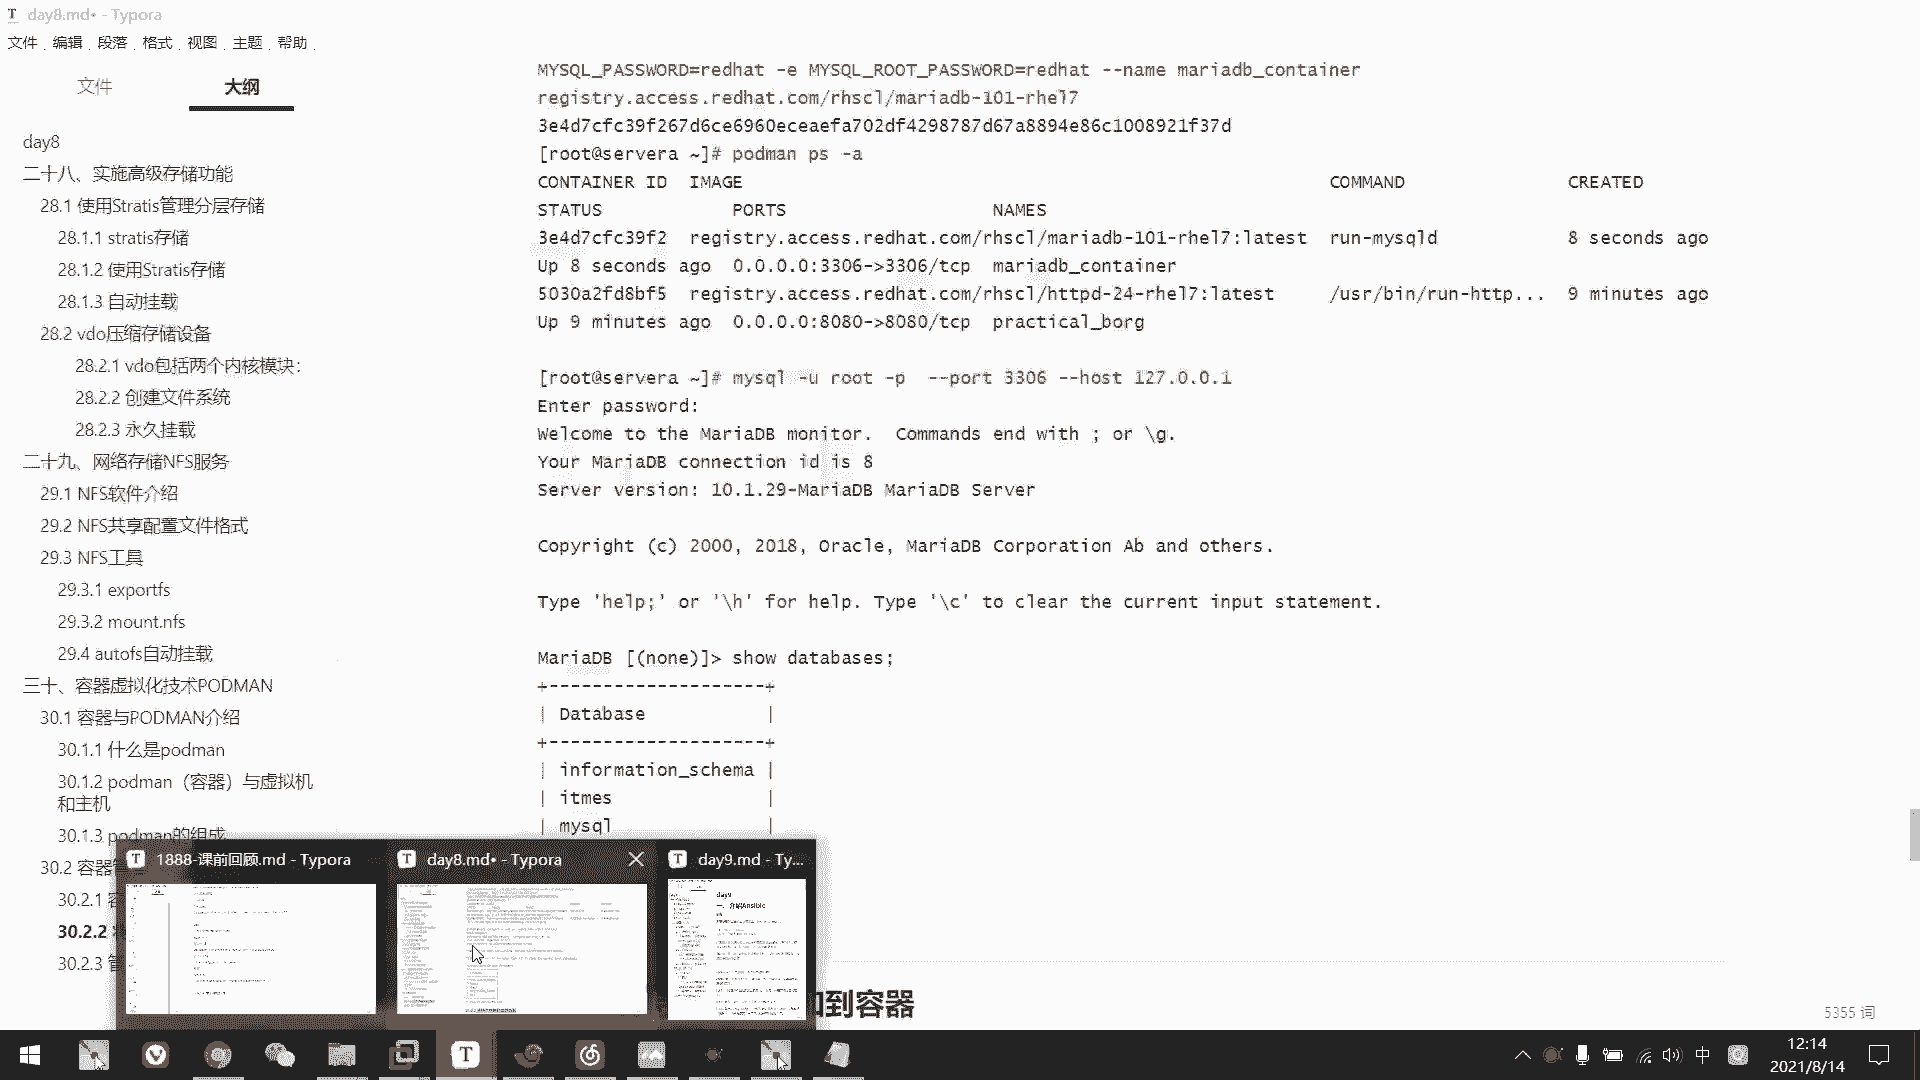 day8.md• - Typora
文件 编辑 段落 格式 视图 主题 帮助
文件
大纲
day8
二十八、实施高级存储功能
28.1 使用Stratis管理分层存储
28.1.1 stratis存储
28.1.2 使用Stratis存储
28.1.3 自动挂载
28.2 vdo压缩存储设备
28.2.1 vdo包括两个内核模块：
28.2.2 创建文件系统
28.2.3 永久挂载
二十九、网络存储NFS服务
29.1 NFS软件介绍
29.2 NFS共享配置文件格式
29.3 NFS工具
29.3.1 exportfs
29.3.2 mount.nfs
29.4 autofs自动挂载
三十、容器虚拟化技术PODMAN
30.1 容器与PODMAN介绍
30.1.1 什么是podman
30.1.2 podman（容器）与虚拟机
和主机
30.1.3 podman的组成
30.2 容器
30.2.1
30.2.2
30.2.3
MYSQL_PASSWORD=redhat -e MYSQL_ROOT_PASSWORD=redhat --name mariadb_container
registry.access.redhat.com/rhscl/mariadb-101-rhel7
3e4d7cfc39f267d6ce6960eceaefa702df4298787d67a8894e86c1008921f37d
[root@servera ~]# podman ps -a
CONTAINER ID  IMAGE  COMMAND  CREATED
STATUS  PORTS  NAMES
3e4d7cfc39f2  registry.access.redhat.com/rhscl/mariadb-101-rhel7:latest  run-mysqld  8 seconds ago
Up 8 seconds ago  0.0.0.0:3306->3306/tcp  mariadb_container
5030a2fd8bf5  registry.access.redhat.com/rhscl/httpd-24-rhel7:latest  /usr/bin/run-http...  9 minutes ago
Up 9 minutes ago  0.0.0.0:8080->8080/tcp  practical_borg
[root@servera ~]# mysql -u root -p  --port 3306 --host 127.0.0.1
Enter password:
Welcome to the MariaDB monitor.  Commands end with ; or \g.
Your MariaDB connection id is 8
Server version: 10.1.29-MariaDB MariaDB Server
Copyright (c) 2000, 2018, Oracle, MariaDB Corporation Ab and others.
Type 'help;' or '\h' for help. Type '\c' to clear the current input statement.
MariaDB [(none)]> show databases;
+--------------------+
| Database |
+--------------------+
| information_schema |
| itmes |
| mysql |
加到容器
5355 词
1888-课前回顾.md - Typora
day8.md• - Typora
day9.md - Ty...
day9
一、介绍Ansible
中
12:14
2021/8/14